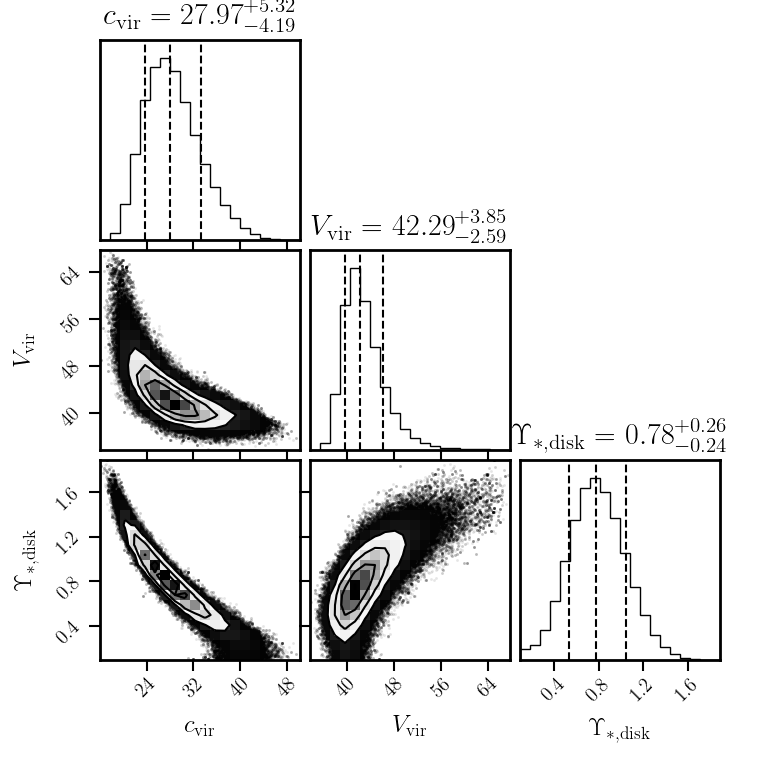 c_vir = 27.97 +5.32 −4.19
V_vir = 42.29 +3.85 −2.59
64
56
48
40
V_vir
ϒ_∗,disk = 0.78 +0.26 −0.24
1.6
1.2
0.8
0.4
ϒ_∗,disk
24 32 40 48
c_vir
40 48 56 64
V_vir
0.4 0.8 1.2 1.6
ϒ_∗,disk